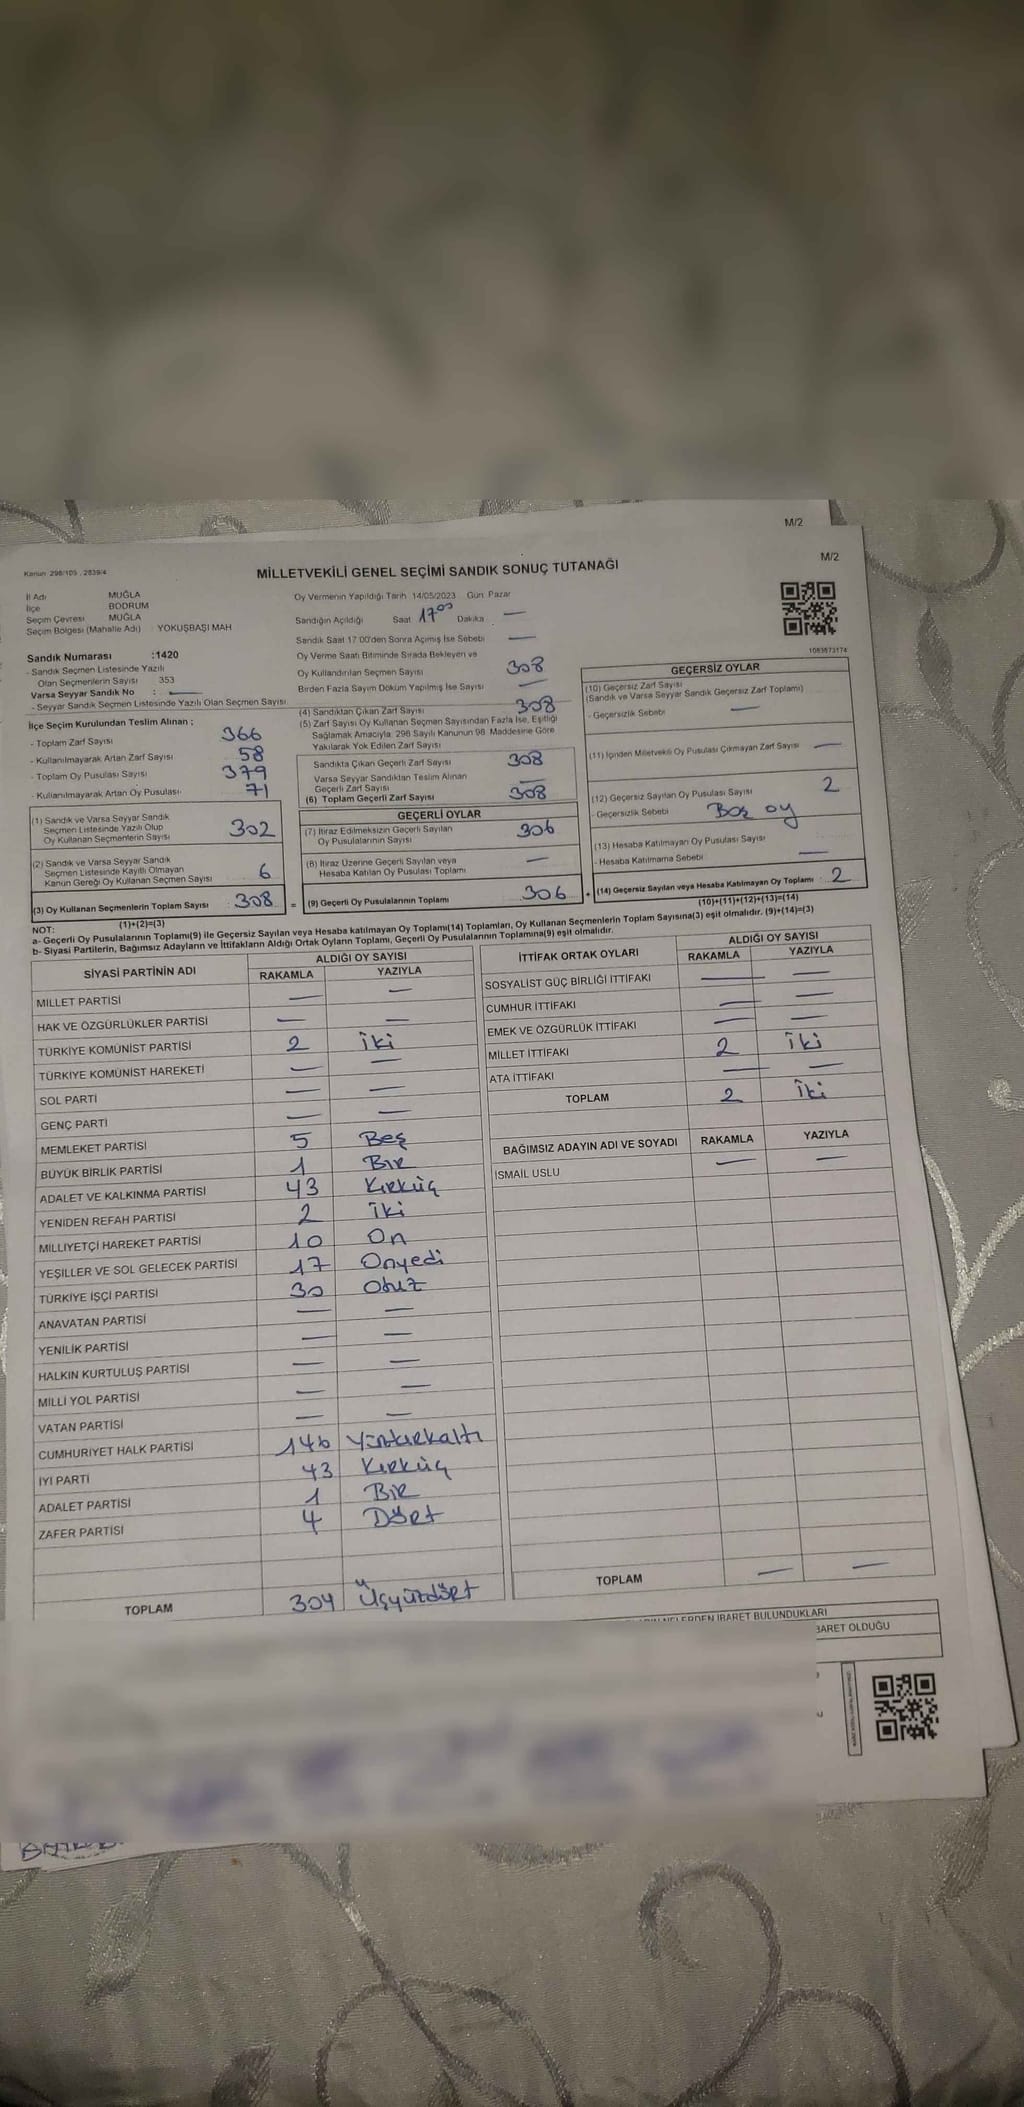 M/2
M/2
Kanun 298/105 , 2839/4
MİLLETVEKİLİ GENEL SEÇİMİ SANDIK SONUÇ TUTANAĞI
İl Adı MUĞLA
İlçe BODRUM
Seçim Çevresi MUĞLA
Seçim Bölgesi (Mahalle Adı) YOKUŞBAŞI MAH
Sandık Numarası :1420
- Sandık Seçmen Listesinde Yazılı
Olan Seçmenlerin Sayısı 353
Varsa Seyyar Sandık No : —
- Seyyar Sandık Seçmen Listesinde Yazılı Olan Seçmen Sayısı
İlçe Seçim Kurulundan Teslim Alınan ;
- Toplam Zarf Sayısı 366
- Kullanılmayarak Artan Zarf Sayısı 58
- Toplam Oy Pusulası Sayısı 379
- Kullanılmayarak Artan Oy Pusulası 71
(1) Sandık ve Varsa Seyyar Sandık
Seçmen Listesinde Yazılı Olup
Oy Kullanan Seçmenlerin Sayısı 302
(2) Sandık ve Varsa Seyyar Sandık
Seçmen Listesinde Kayıtlı Olmayan
Kanun Gereği Oy Kullanan Seçmen Sayısı 6
(3) Oy Kullanan Seçmenlerin Toplam Sayısı 308 =
(1)+(2)=(3)
Oy Vermenin Yapıldığı Tarih 14/05/2023 Gün: Pazar
Sandığın Açıldığı Saat 17⁰⁰ Dakika —
Sandık Saat 17:00'den Sonra Açılmış İse Sebebi —
Oy Verme Saati Bitiminde Sırada Bekleyen ve
Oy Kullandırılan Seçmen Sayısı 308
Birden Fazla Sayım Döküm Yapılmış İse Sayısı —
(4) Sandıktan Çıkan Zarf Sayısı 308
(5) Zarf Sayısı Oy Kullanan Seçmen Sayısından Fazla İse, Eşitliği
Sağlamak Amacıyla, 298 Sayılı Kanunun 98. Maddesine Göre
Yakılarak Yok Edilen Zarf Sayısı
Sandıkta Çıkan Geçerli Zarf Sayısı 308
Varsa Seyyar Sandıktan Teslim Alınan
Geçerli Zarf Sayısı —
(6) Toplam Geçerli Zarf Sayısı 308
GEÇERLİ OYLAR
(7) İtiraz Edilmeksizin Geçerli Sayılan
Oy Pusulalarının Sayısı 306
(8) İtiraz Üzerine Geçerli Sayılan veya
Hesaba Katılan Oy Pusulası Toplamı —
(9) Geçerli Oy Pusulalarının Toplamı 306 +
1083873174
GEÇERSİZ OYLAR
(10) Geçersiz Zarf Sayısı
(Sandık ve Varsa Seyyar Sandık Geçersiz Zarf Toplamı)
- Geçersizlik Sebebi —
(11) İçinden Milletvekili Oy Pusulası Çıkmayan Zarf Sayısı —
(12) Geçersiz Sayılan Oy Pusulası Sayısı 2
- Geçersizlik Sebebi Boş oy
(13) Hesaba Katılmayan Oy Pusulası Sayısı
- Hesaba Katılmama Sebebi —
(14) Geçersiz Sayılan veya Hesaba Katılmayan Oy Toplamı : 2
(10)+(11)+(12)+(13)=(14)
NOT:
a- Geçerli Oy Pusulalarının Toplamı(9) ile Geçersiz Sayılan veya Hesaba katılmayan Oy Toplamı(14) Toplamları, Oy Kullanan Seçmenlerin Toplam Sayısına(3) eşit olmalıdır. (9)+(14)=(3)
b- Siyasi Partilerin, Bağımsız Adayların ve İttifakların Aldığı Ortak Oyların Toplamı, Geçerli Oy Pusulalarının Toplamına(9) eşit olmalıdır.
SİYASİ PARTİNİN ADI ALDIĞI OY SAYISI
RAKAMLA YAZIYLA
MİLLET PARTİSİ — —
HAK VE ÖZGÜRLÜKLER PARTİSİ — —
TÜRKİYE KOMÜNİST PARTİSİ 2 İki
TÜRKİYE KOMÜNİST HAREKETİ — —
SOL PARTİ — —
GENÇ PARTİ — —
MEMLEKET PARTİSİ 5 Beş
BÜYÜK BİRLİK PARTİSİ 1 Bir
ADALET VE KALKINMA PARTİSİ 43 Kırküç
YENİDEN REFAH PARTİSİ 2 İki
MİLLİYETÇİ HAREKET PARTİSİ 10 On
YEŞİLLER VE SOL GELECEK PARTİSİ 17 Onyedi
TÜRKİYE İŞÇİ PARTİSİ 30 Otuz
ANAVATAN PARTİSİ — —
YENİLİK PARTİSİ — —
HALKIN KURTULUŞ PARTİSİ — —
MİLLİ YOL PARTİSİ — —
VATAN PARTİSİ — —
CUMHURİYET HALK PARTİSİ 146 Yüzkırkaltı
İYİ PARTİ 43 Kırküç
ADALET PARTİSİ 1 Bir
ZAFER PARTİSİ 4 Dört
TOPLAM 304 Üçyüzdört
İTTİFAK ORTAK OYLARI ALDIĞI OY SAYISI
RAKAMLA YAZIYLA
SOSYALİST GÜÇ BİRLİĞİ İTTİFAKI — —
CUMHUR İTTİFAKI — —
EMEK VE ÖZGÜRLÜK İTTİFAKI — —
MİLLET İTTİFAKI 2 İki
ATA İTTİFAKI — —
TOPLAM 2 İki
BAĞIMSIZ ADAYIN ADI VE SOYADI RAKAMLA YAZIYLA
İSMAİL USLU — —
TOPLAM — —
İBARET BULUNDUKLARI
BARET OLDUĞU